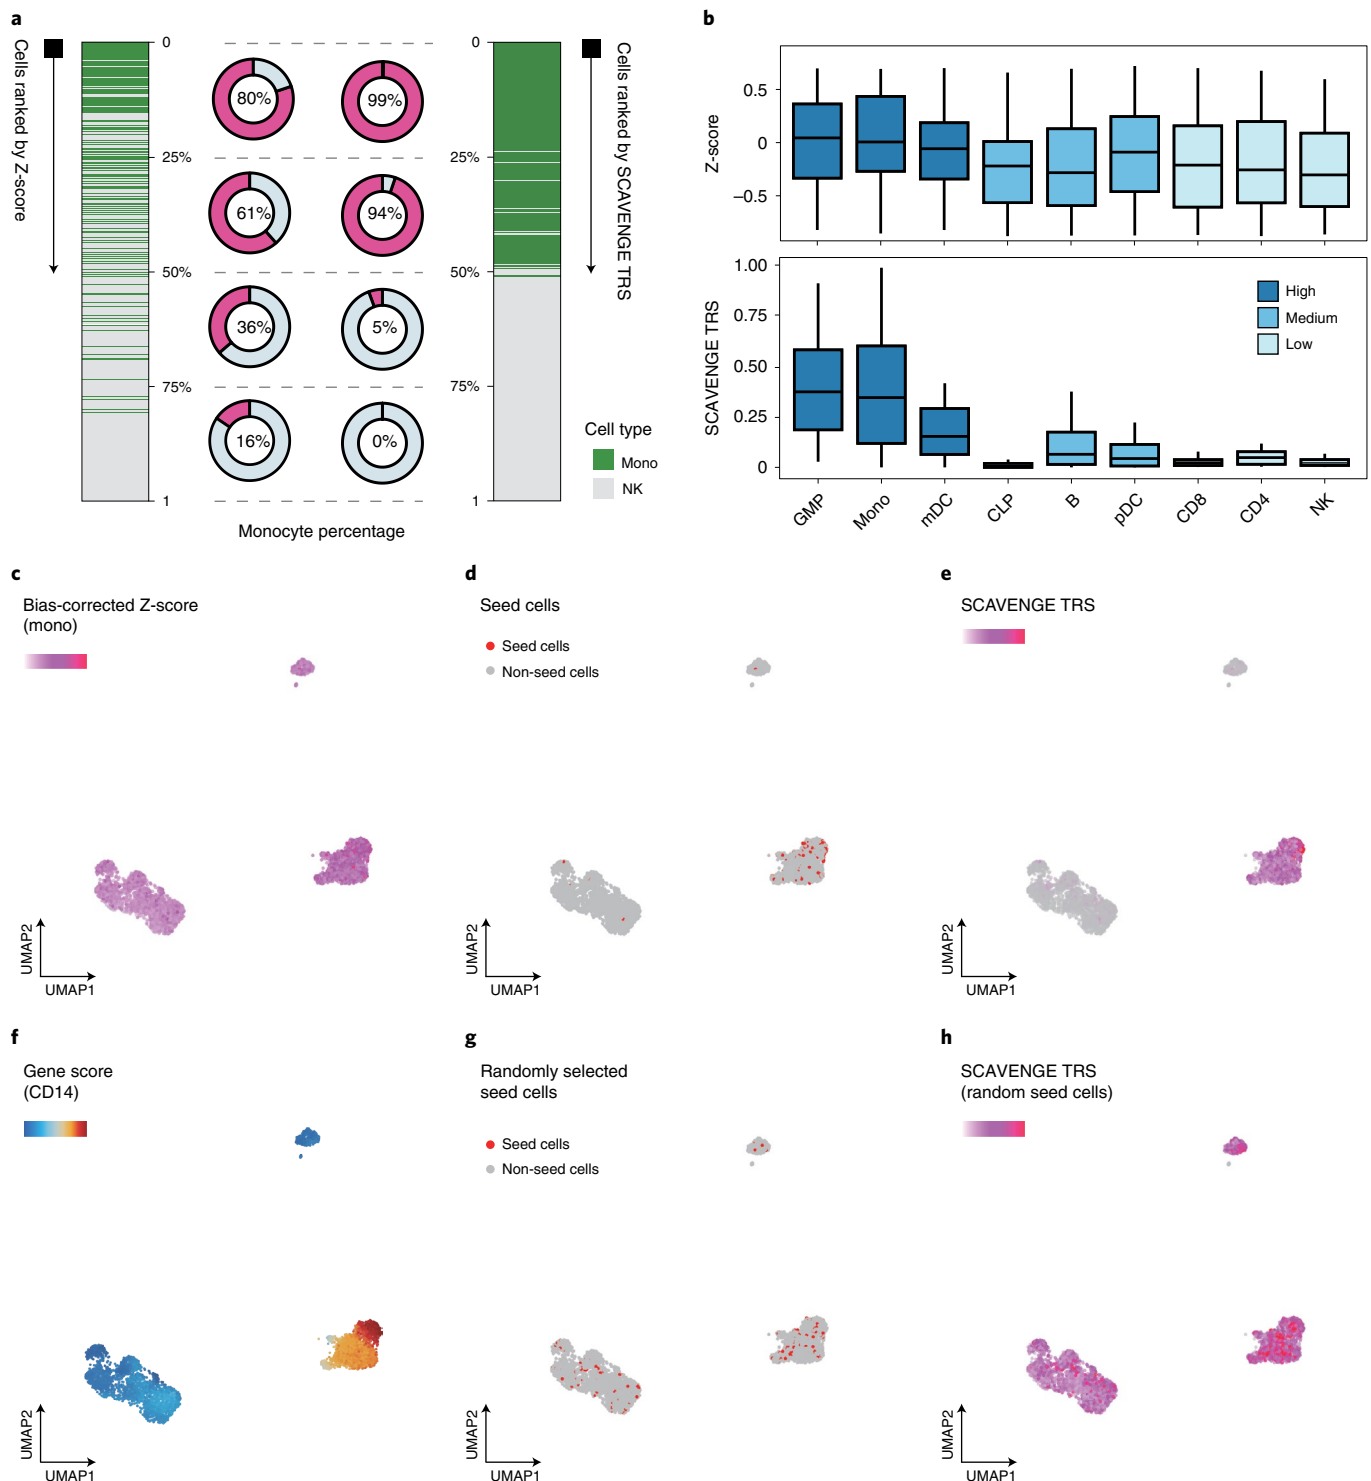 a
Cells ranked by Z-score
0
25%
50%
75%
1
80%
99%
61%
94%
36%
5%
16%
0%
Monocyte percentage
0
25%
50%
75%
1
Cells ranked by SCAVENGE TRS
Cell type
Mono
NK
b
Z-score
0.5
0
–0.5
SCAVENGE TRS
1.00
0.75
0.50
0.25
0
High
Medium
Low
GMP
Mono
mDC
CLP
B
pDC
CD8
CD4
NK
c
Bias-corrected Z-score
(mono)
UMAP2
UMAP1
d
Seed cells
Seed cells
Non-seed cells
UMAP2
UMAP1
e
SCAVENGE TRS
UMAP2
UMAP1
f
Gene score
(CD14)
UMAP2
UMAP1
g
Randomly selected
seed cells
Seed cells
Non-seed cells
UMAP2
UMAP1
h
SCAVENGE TRS
(random seed cells)
UMAP2
UMAP1